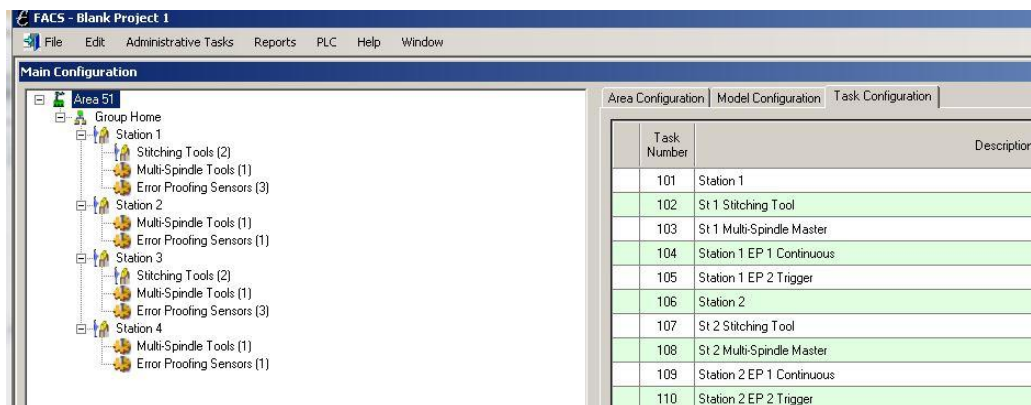 FACS - Blank Project 1
File Edit Administrative Tasks Reports PLC Help Window
Main Configuration
Area 51
Group Home
Station 1
Stitching Tools (2)
Multi-Spindle Tools (1)
Error Proofing Sensors (3)
Station 2
Multi-Spindle Tools (1)
Error Proofing Sensors (1)
Station 3
Stitching Tools (2)
Multi-Spindle Tools (1)
Error Proofing Sensors (3)
Station 4
Multi-Spindle Tools (1)
Error Proofing Sensors (1)
Area Configuration Model Configuration Task Configuration
Task Number Description
101 Station 1
102 St 1 Stitching Tool
103 St 1 Multi-Spindle Master
104 Station 1 EP 1 Continuous
105 Station 1 EP 2 Trigger
106 Station 2
107 St 2 Stitching Tool
108 St 2 Multi-Spindle Master
109 Station 2 EP 1 Continuous
110 Station 2 EP 2 Trigger